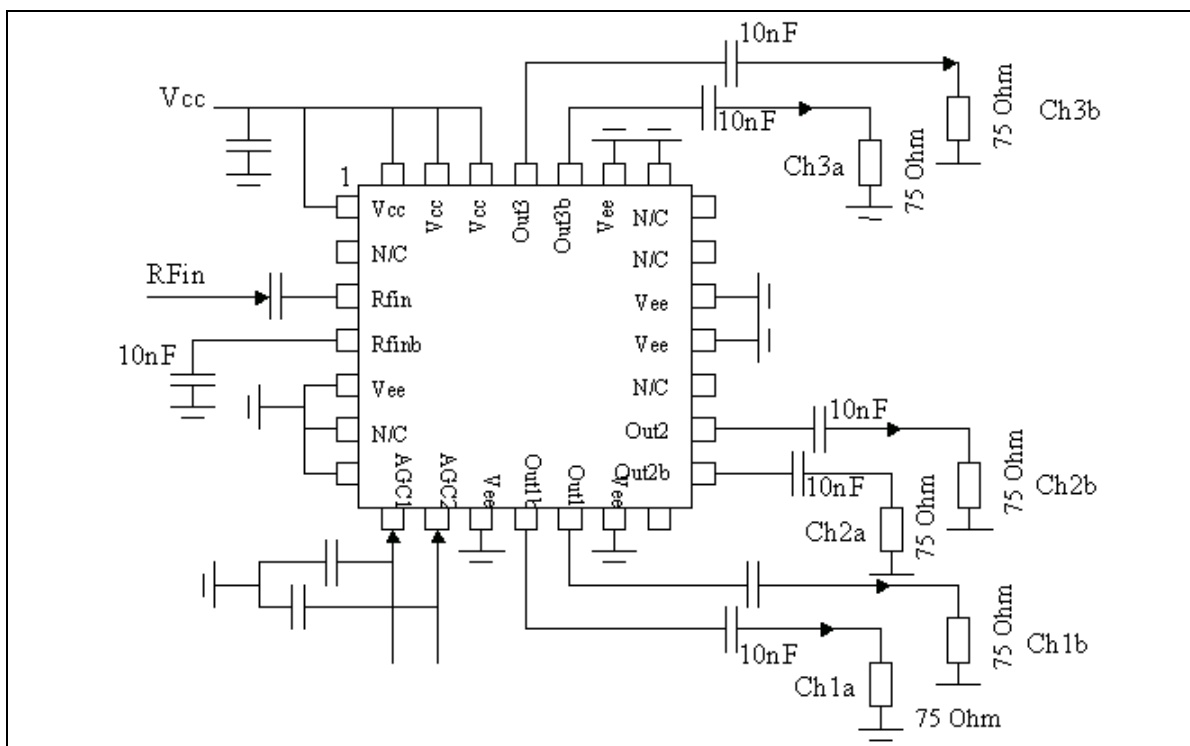 10nF
Vcc
10nF
75 Ohm
Ch3b
Ch3a
75 Ohm
1
Vcc
Vcc
Vcc
Out3
Out3b
Vee
N/C
N/C
N/C
RFin
Rfin
Vee
Rfinb
Vee
10nF
Vee
N/C
N/C
Out2
10nF
AGC1
AGC2
Vee
Out1b
Out1
Vee
Out2b
10nF
75 Ohm
Ch2b
Ch2a
75 Ohm
10nF
75 Ohm
Ch1b
Ch1a
75 Ohm